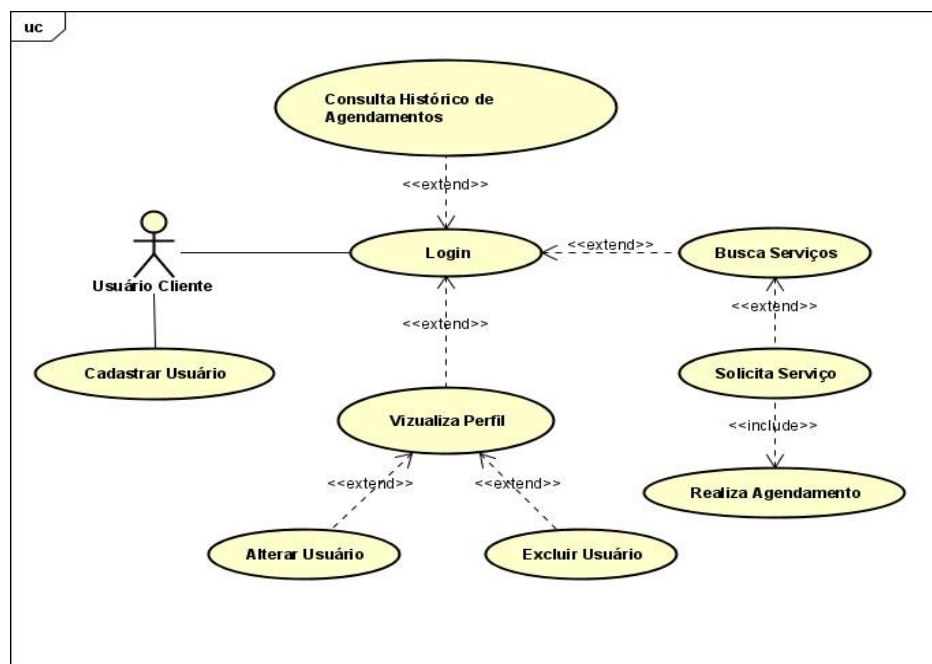 uc
Consulta Histórico de
Agendamentos
<<extend>>
Login
<<extend>>
Busca Serviços
Usuário Cliente
<<extend>>
<<extend>>
Cadastrar Usuário
Solicita Serviço
Vizualiza Perfil
<<include>>
<<extend>>
<<extend>>
Realiza Agendamento
Alterar Usuário
Excluir Usuário